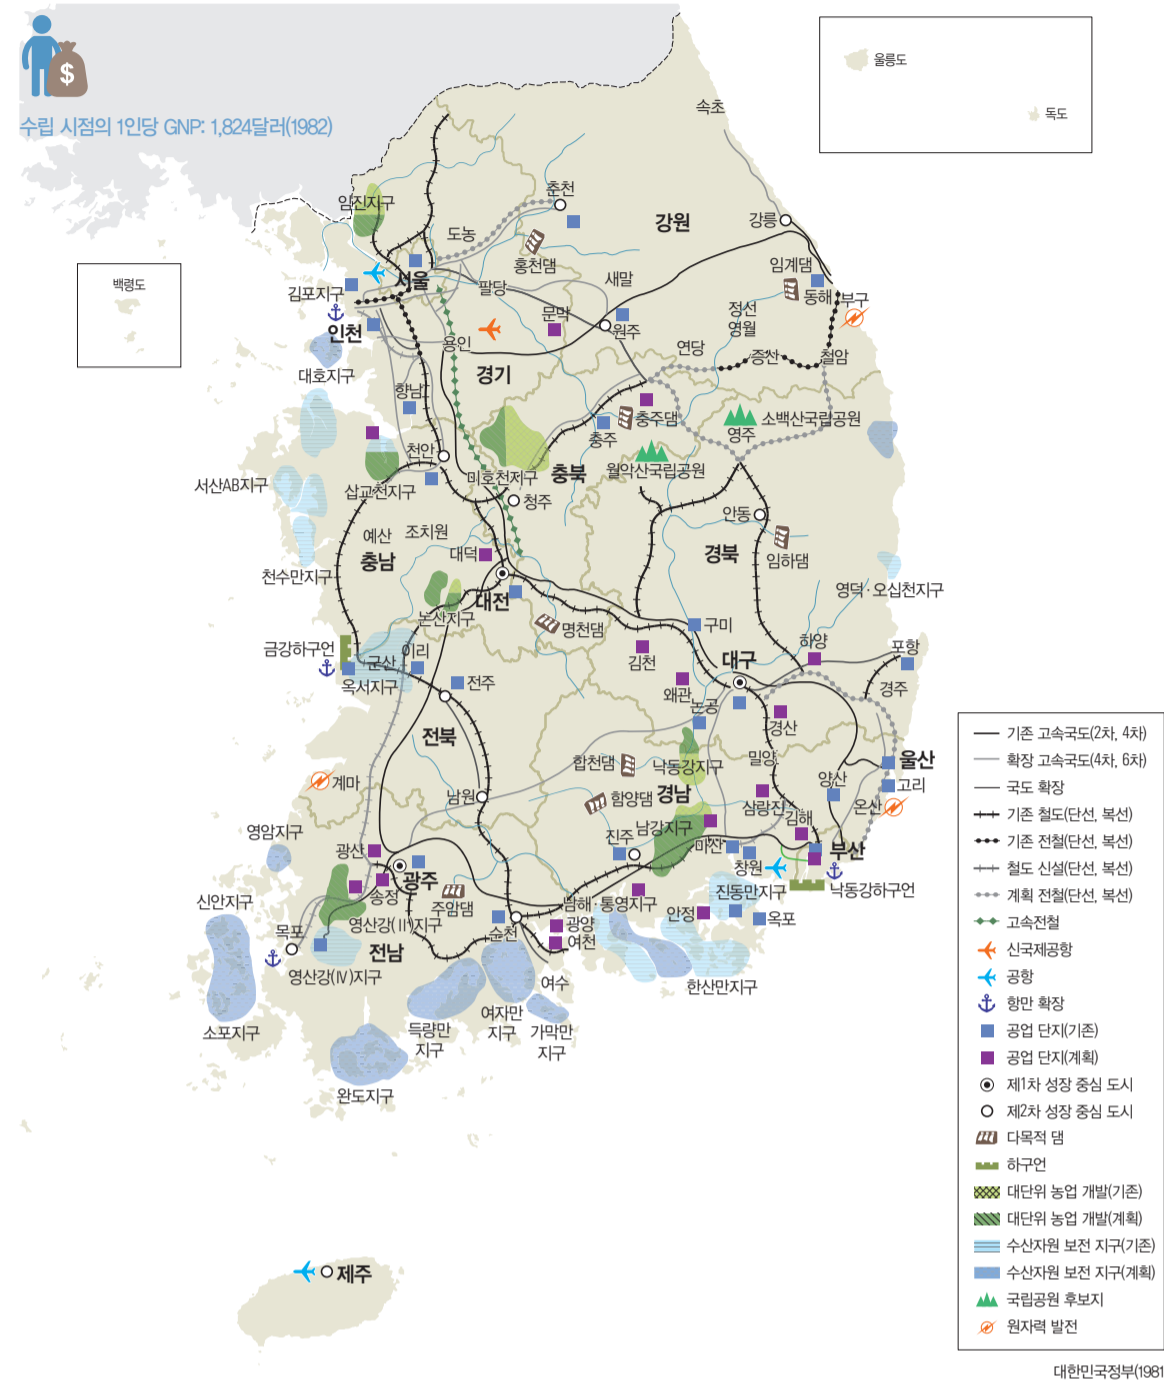 $
수립 시점의 1인당 GNP: 1,824달러(1982)
울릉도
독도
백령도
속초
임진지구
춘천
강원
강릉
도농
홍천댐
임계댐
동해
부구
서울
김포지구
팔당
새말
문막
원주
정선
영월
인천
용인
연당
증산
철암
대호지구
경기
향남
충주
충주댐
영주
소백산국립공원
천안
미호천지구
충북
월악산국립공원
서산AB지구
삽교천지구
청주
안동
예산
조치원
충남
대덕
경북
임하댐
천수만지구
대전
영덕·오십천지구
논산지구
명천댐
구미
하양
포항
금강하구언
군산
이리
김천
대구
옥서지구
전주
왜관
경주
논공
경산
전북
합천댐
낙동강지구
밀양
울산
계마
남원
함양댐
경남
양산
고리
삼랑진
온산
영암지구
진주
남강지구
김해
마산
부산
광산
광주
창원
낙동강하구언
송정
주암댐
남해·통영지구
진동만지구
신안지구
안정
옥포
목포
영산강(II)지구
순천
광양
여천
전남
영산강(IV)지구
여수
한산만지구
소포지구
득량만
지구
여자만
지구
가막만
지구
완도지구
제주
기존 고속국도(2차, 4차)
확장 고속국도(4차, 6차)
국도 확장
기존 철도(단선, 복선)
기존 전철(단선, 복선)
철도 신설(단선, 복선)
계획 전철(단선, 복선)
고속전철
신국제공항
공항
항만 확장
공업 단지(기존)
공업 단지(계획)
제1차 성장 중심 도시
제2차 성장 중심 도시
다목적 댐
하구언
대단위 농업 개발(기존)
대단위 농업 개발(계획)
수산자원 보전 지구(기존)
수산자원 보전 지구(계획)
국립공원 후보지
원자력 발전
대한민국정부(1981